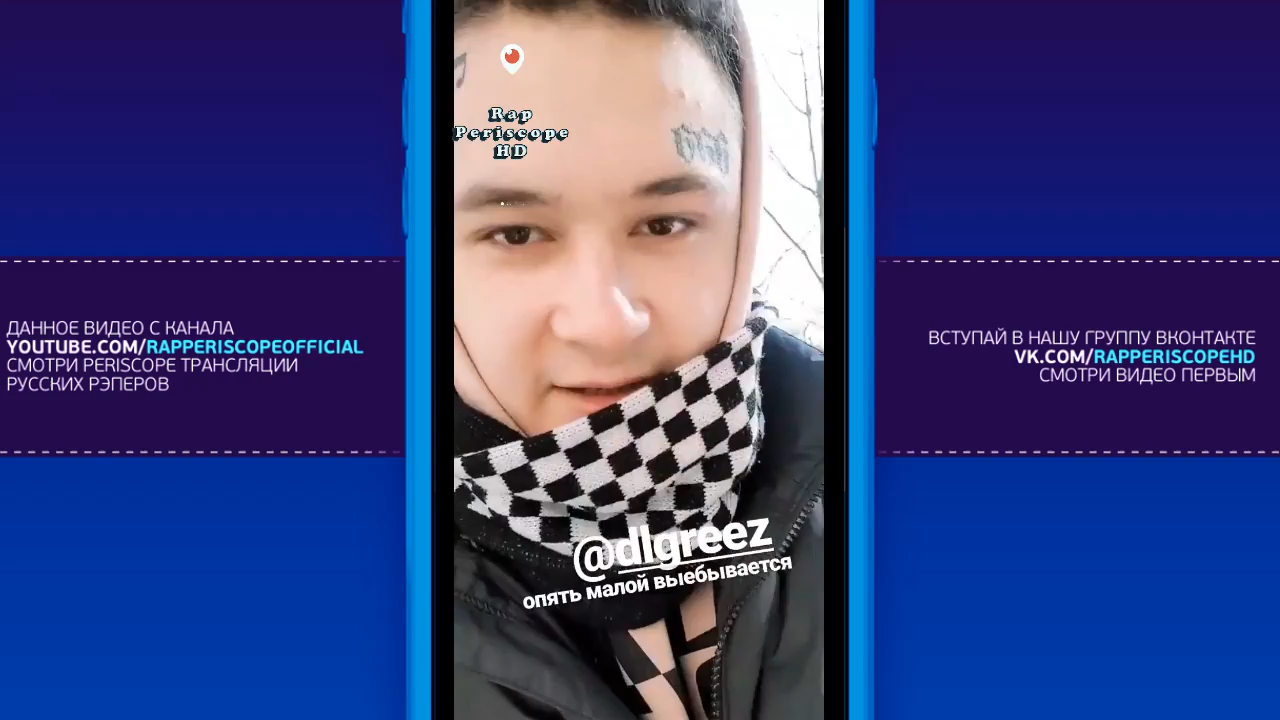 Rap
Periscope
HD
ДАННОЕ ВИДЕО С КАНАЛА
YOUTUBE.COM/RAPPERISCOPEOFFICIAL
СМОТРИ PERISCOPE ТРАНСЛЯЦИИ
РУССКИХ РЭПЕРОВ
ВСТУПАЙ В НАШУ ГРУППУ ВКОНТАКТЕ
VK.COM/RAPPERISCOPEHD
СМОТРИ ВИДЕО ПЕРВЫМ
@dlgreez
опять малой выебывается